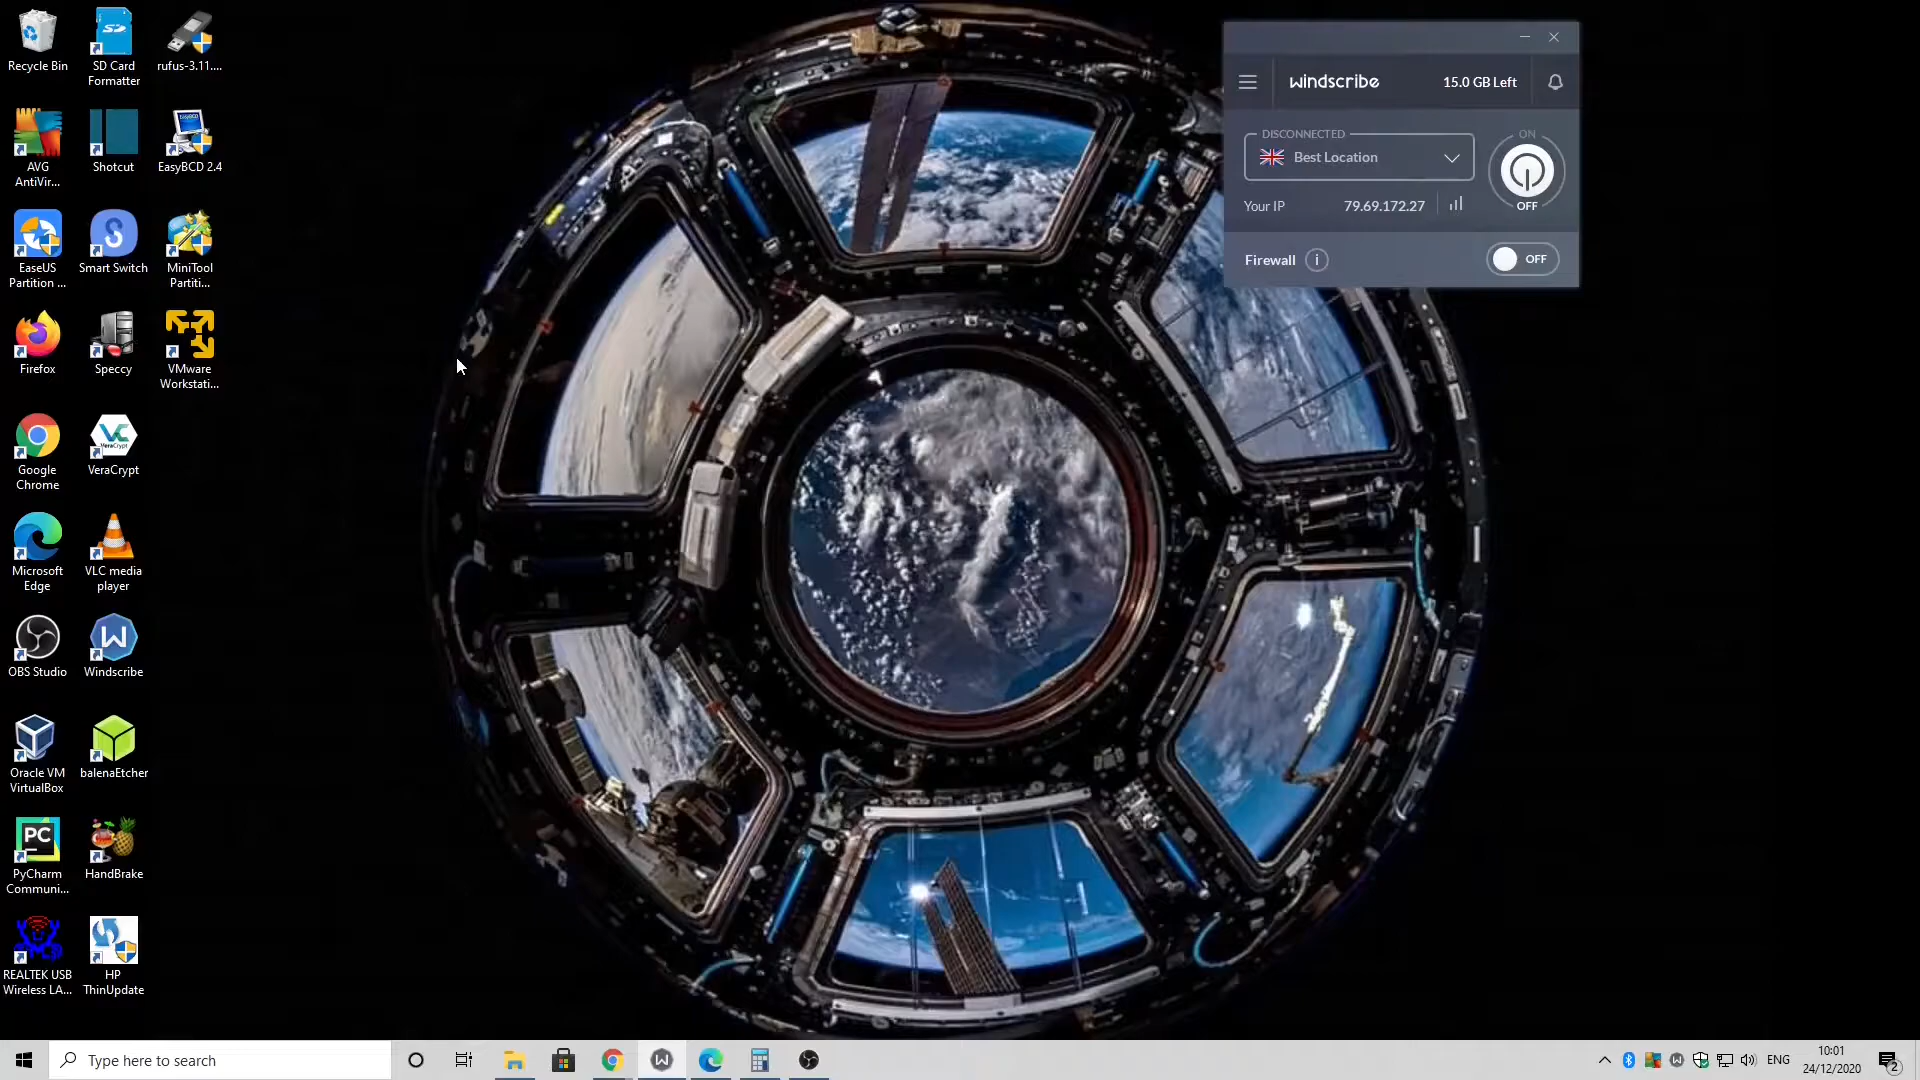 Recycle Bin
SD Card
Formatter
rufus-3.11....
AVG
AntiVir...
Shotcut
EasyBCD 2.4
EaseUS
Partition ...
Smart Switch
MiniTool
Partiti...
Firefox
Speccy
VMware
Workstati...
Google
Chrome
VeraCrypt
Microsoft
Edge
VLC media
player
OBS Studio
Windscribe
Oracle VM
VirtualBox
balenaEtcher
PyCharm
Communi...
HandBrake
REALTEK USB
Wireless LA...
HP
ThinUpdate
windscribe
15.0 GB Left
DISCONNECTED
Best Location
ON
OFF
Your IP
79.69.172.27
Firewall
OFF
Type here to search
ENG
10:01
24/12/2020
2